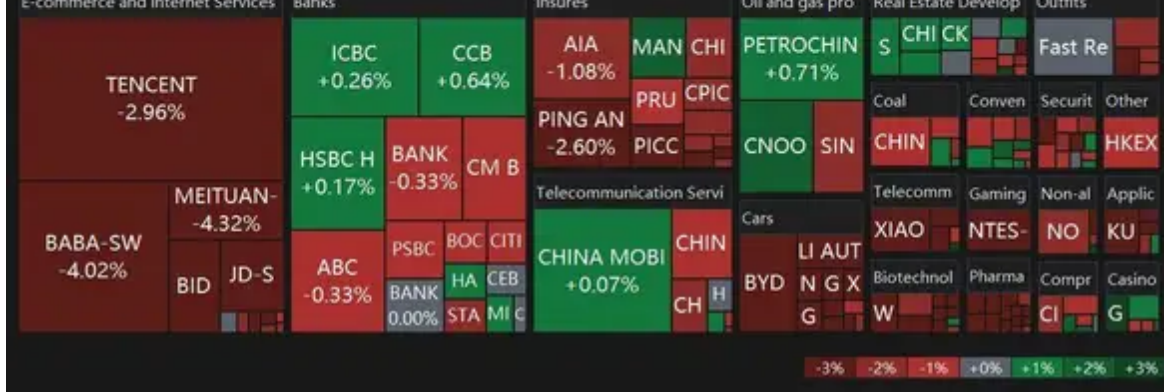 E-commerce and Internet Services
TENCENT
-2.96%
BABA-SW
-4.02%
MEITUAN-
-4.32%
BID
JD-S
Banks
ICBC
+0.26%
CCB
+0.64%
HSBC H
+0.17%
BANK
-0.33%
CM B
ABC
-0.33%
PSBC
BOC
CITI
BANK
0.00%
HA
CEB
STA
MI
C
Insures
AIA
-1.08%
MAN
CHI
PRU
CPIC
PING AN
-2.60%
PICC
Telecommunication Servi
CHINA MOBI
+0.07%
CHIN
CH
H
Oil and gas pro
PETROCHIN
+0.71%
CNOO
SIN
Cars
BYD
LI AUT
N G X
G
Real Estate Develop
S
CHI
CK
Outfits
Fast Re
Coal
CHIN
Conven
Securit
Other
HKEX
Telecomm
XIAO
Gaming
NTES-
Non-al
NO
Applic
KU
Biotechnol
W
Pharma
Compr
CI
Casino
G
-3% -2% -1% +0% +1% +2% +3%